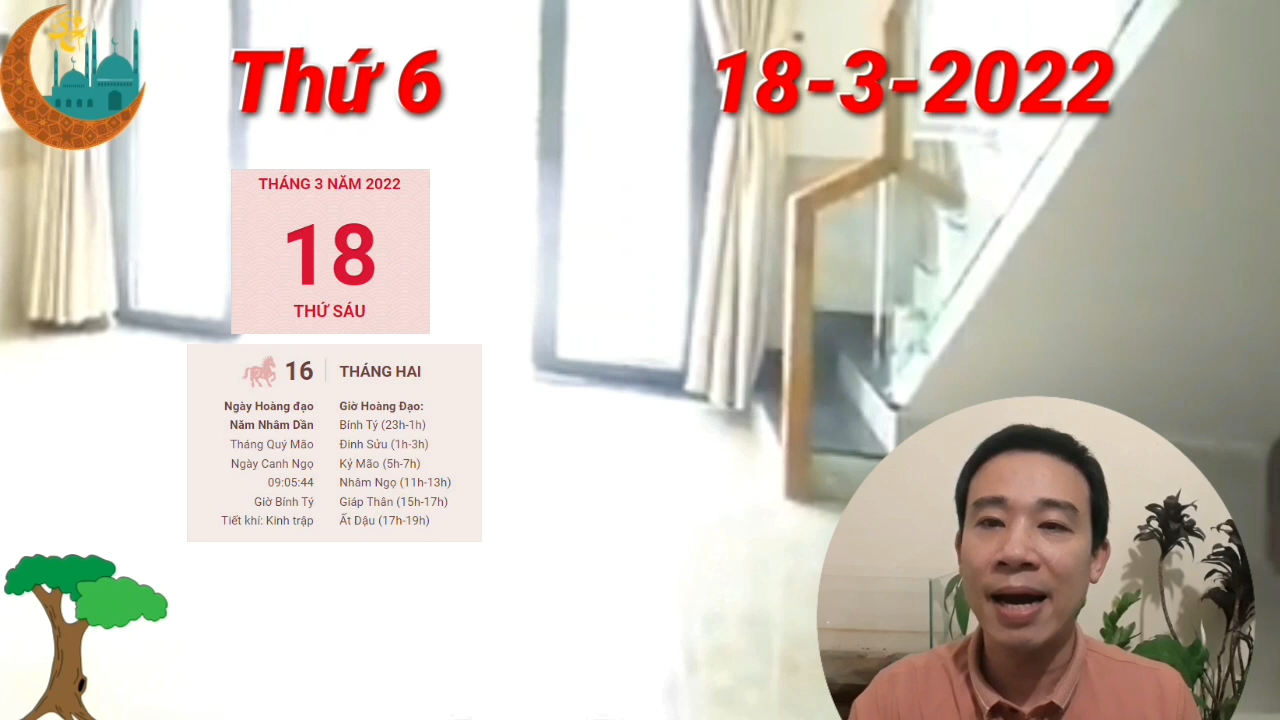 Thứ 6
18-3-2022
THÁNG 3 NĂM 2022
18
THỨ SÁU
16
THÁNG HAI
Ngày Hoàng đạo
Năm Nhâm Dần
Tháng Quý Mão
Ngày Canh Ngọ
09:05:44
Giờ Bính Tý
Tiết khí: Kinh trập
Giờ Hoàng Đạo:
Bính Tý (23h-1h)
Đinh Sửu (1h-3h)
Kỷ Mão (5h-7h)
Nhâm Ngọ (11h-13h)
Giáp Thân (15h-17h)
Ất Dậu (17h-19h)